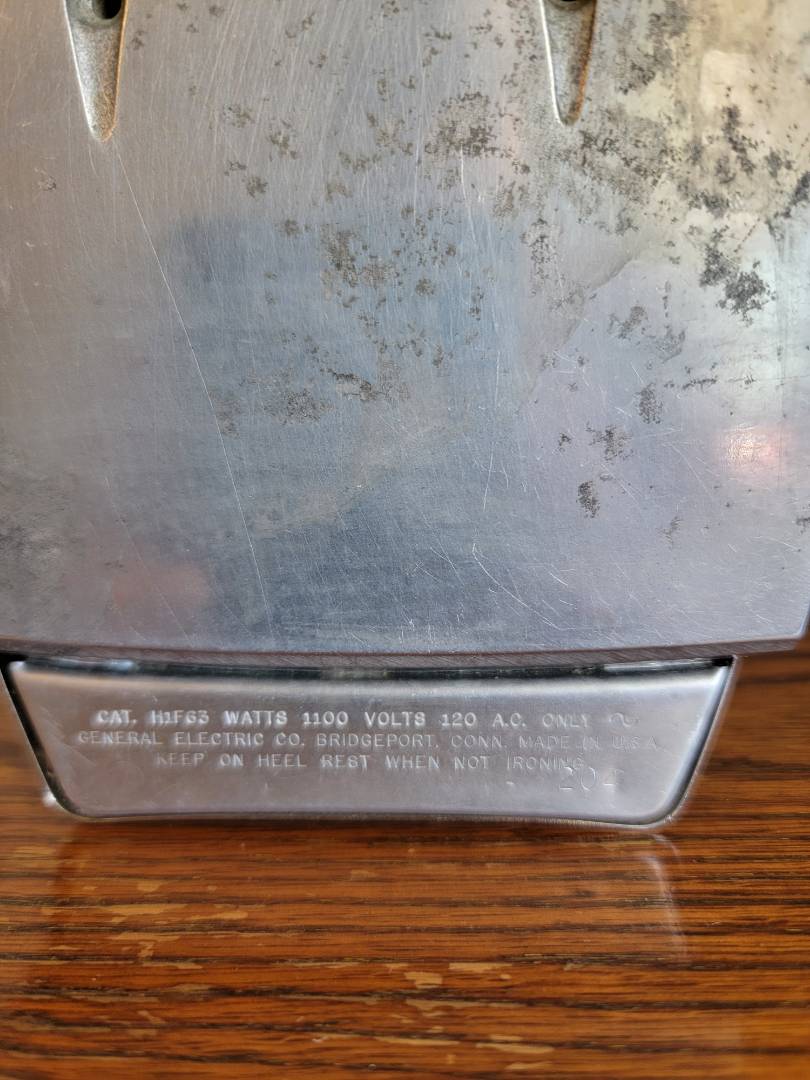 CAT. H1F63 WATTS 1100 VOLTS 120 A.C. ONLY ~
GENERAL ELECTRIC CO. BRIDGEPORT, CONN. MADE IN U.S.A.
KEEP ON HEEL REST WHEN NOT IRONING
204